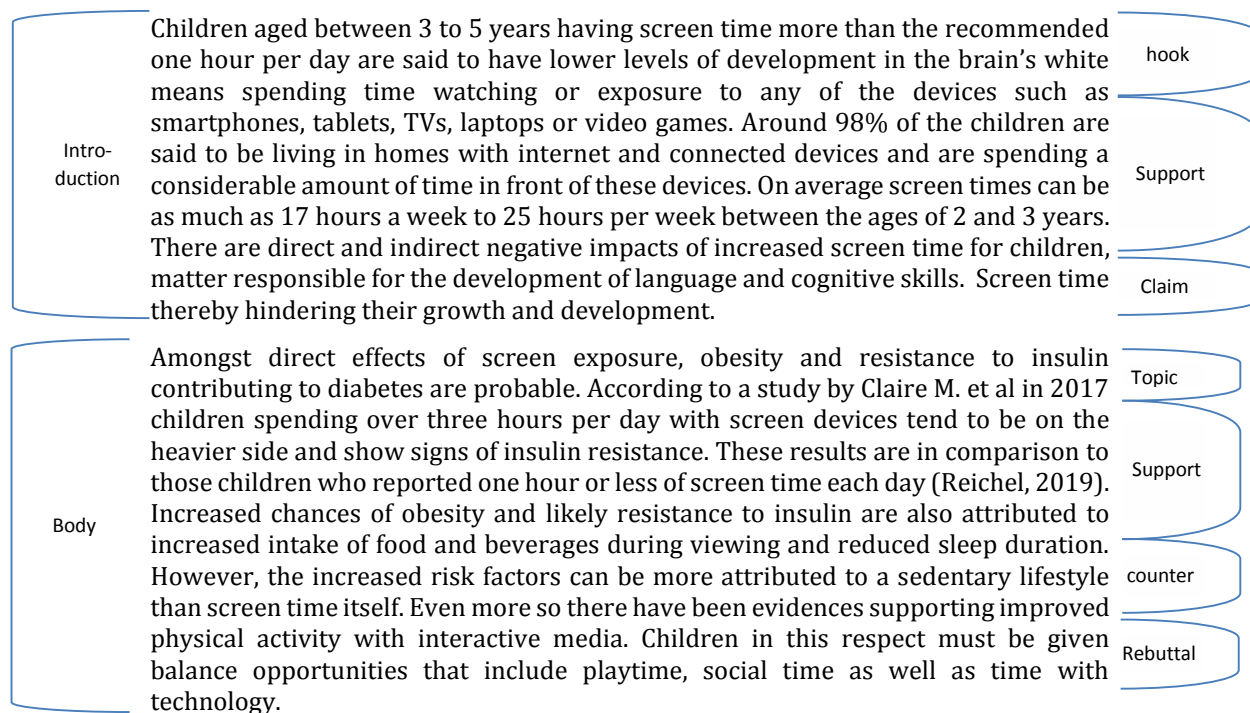 Children aged between 3 to 5 years having screen time more than the recommended
one hour per day are said to have lower levels of development in the brain's white
means spending time watching or exposure to any of the devices such as
smartphones, tablets, TVs, laptops or video games. Around 98% of the children are
said to be living in homes with internet and connected devices and are spending a
considerable amount of time in front of these devices. On average screen times can be
as much as 17 hours a week to 25 hours per week between the ages of 2 and 3 years.
There are direct and indirect negative impacts of increased screen time for children,
matter responsible for the development of language and cognitive skills.  Screen time
thereby hindering their growth and development.
Intro-
duction
hook
Support
Claim
Amongst direct effects of screen exposure, obesity and resistance to insulin
contributing to diabetes are probable. According to a study by Claire M. et al in 2017
children spending over three hours per day with screen devices tend to be on the
heavier side and show signs of insulin resistance. These results are in comparison to
those children who reported one hour or less of screen time each day (Reichel, 2019).
Increased chances of obesity and likely resistance to insulin are also attributed to
increased intake of food and beverages during viewing and reduced sleep duration.
However, the increased risk factors can be more attributed to a sedentary lifestyle
than screen time itself. Even more so there have been evidences supporting improved
physical activity with interactive media. Children in this respect must be given
balance opportunities that include playtime, social time as well as time with
technology.
Body
Topic
Support
counter
Rebuttal